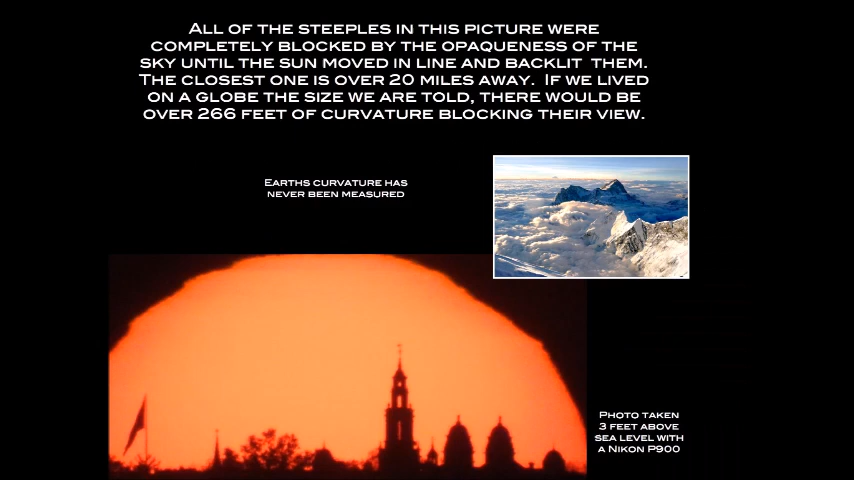 ALL OF THE STEEPLES IN THIS PICTURE WERE
COMPLETELY BLOCKED BY THE OPAQUENESS OF THE
SKY UNTIL THE SUN MOVED IN LINE AND BACKLIT THEM.
THE CLOSEST ONE IS OVER 20 MILES AWAY. IF WE LIVED
ON A GLOBE THE SIZE WE ARE TOLD, THERE WOULD BE
OVER 266 FEET OF CURVATURE BLOCKING THEIR VIEW.
EARTHS CURVATURE HAS
NEVER BEEN MEASURED
PHOTO TAKEN
3 FEET ABOVE
SEA LEVEL WITH
A NIKON P900